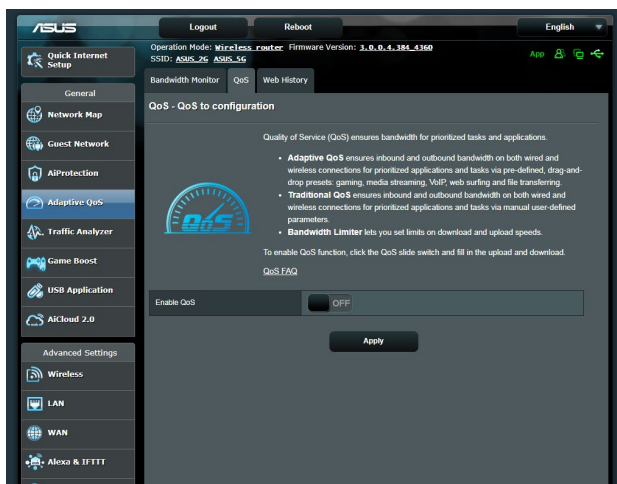 ASUS
Logout
Reboot
English
Operation Mode: Wireless router Firmware Version: 3.0.0.4.384_4360
SSID: ASUS_2G ASUS_5G
App
Quick Internet
Setup
General
Network Map
Guest Network
AiProtection
Adaptive QoS
Traffic Analyzer
Game Boost
USB Application
AiCloud 2.0
Advanced Settings
Wireless
LAN
WAN
Alexa & IFTTT
Bandwidth Monitor
QoS
Web History
QoS - QoS to configuration
QoS
Quality of Service (QoS) ensures bandwidth for prioritized tasks and applications.
• Adaptive QoS ensures inbound and outbound bandwidth on both wired and
wireless connections for prioritized applications and tasks via pre-defined, drag-and-
drop presets: gaming, media streaming, VoIP, web surfing and file transferring.
• Traditional QoS ensures inbound and outbound bandwidth on both wired and
wireless connections for prioritized applications and tasks via manual user-defined
parameters.
• Bandwidth Limiter lets you set limits on download and upload speeds.
To enable QoS function, click the QoS slide switch and fill in the upload and download.
QoS FAQ
Enable QoS
OFF
Apply